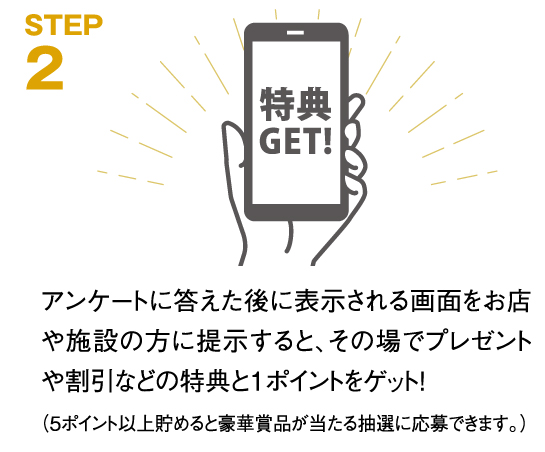 STEP
2
特典
GET!
アンケートに答えた後に表示される画面をお店
や施設の方に提示すると、その場でプレゼント
や割引などの特典と1ポイントをゲット!
（5ポイント以上貯めると豪華賞品が当たる抽選に応募できます。）